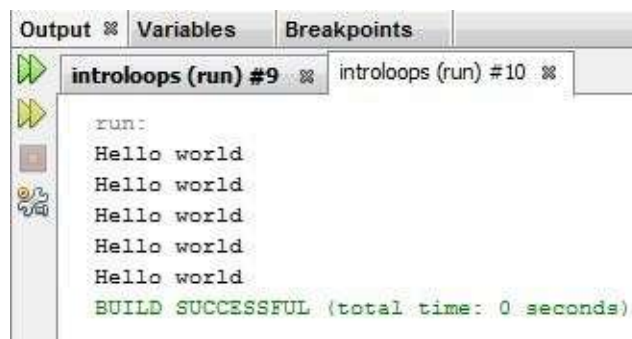 Output Variables Breakpoints
introloops (run) #9 introloops (run) #10
run:
Hello world
Hello world
Hello world
Hello world
Hello world
BUILD SUCCESSFUL (total time: 0 seconds)